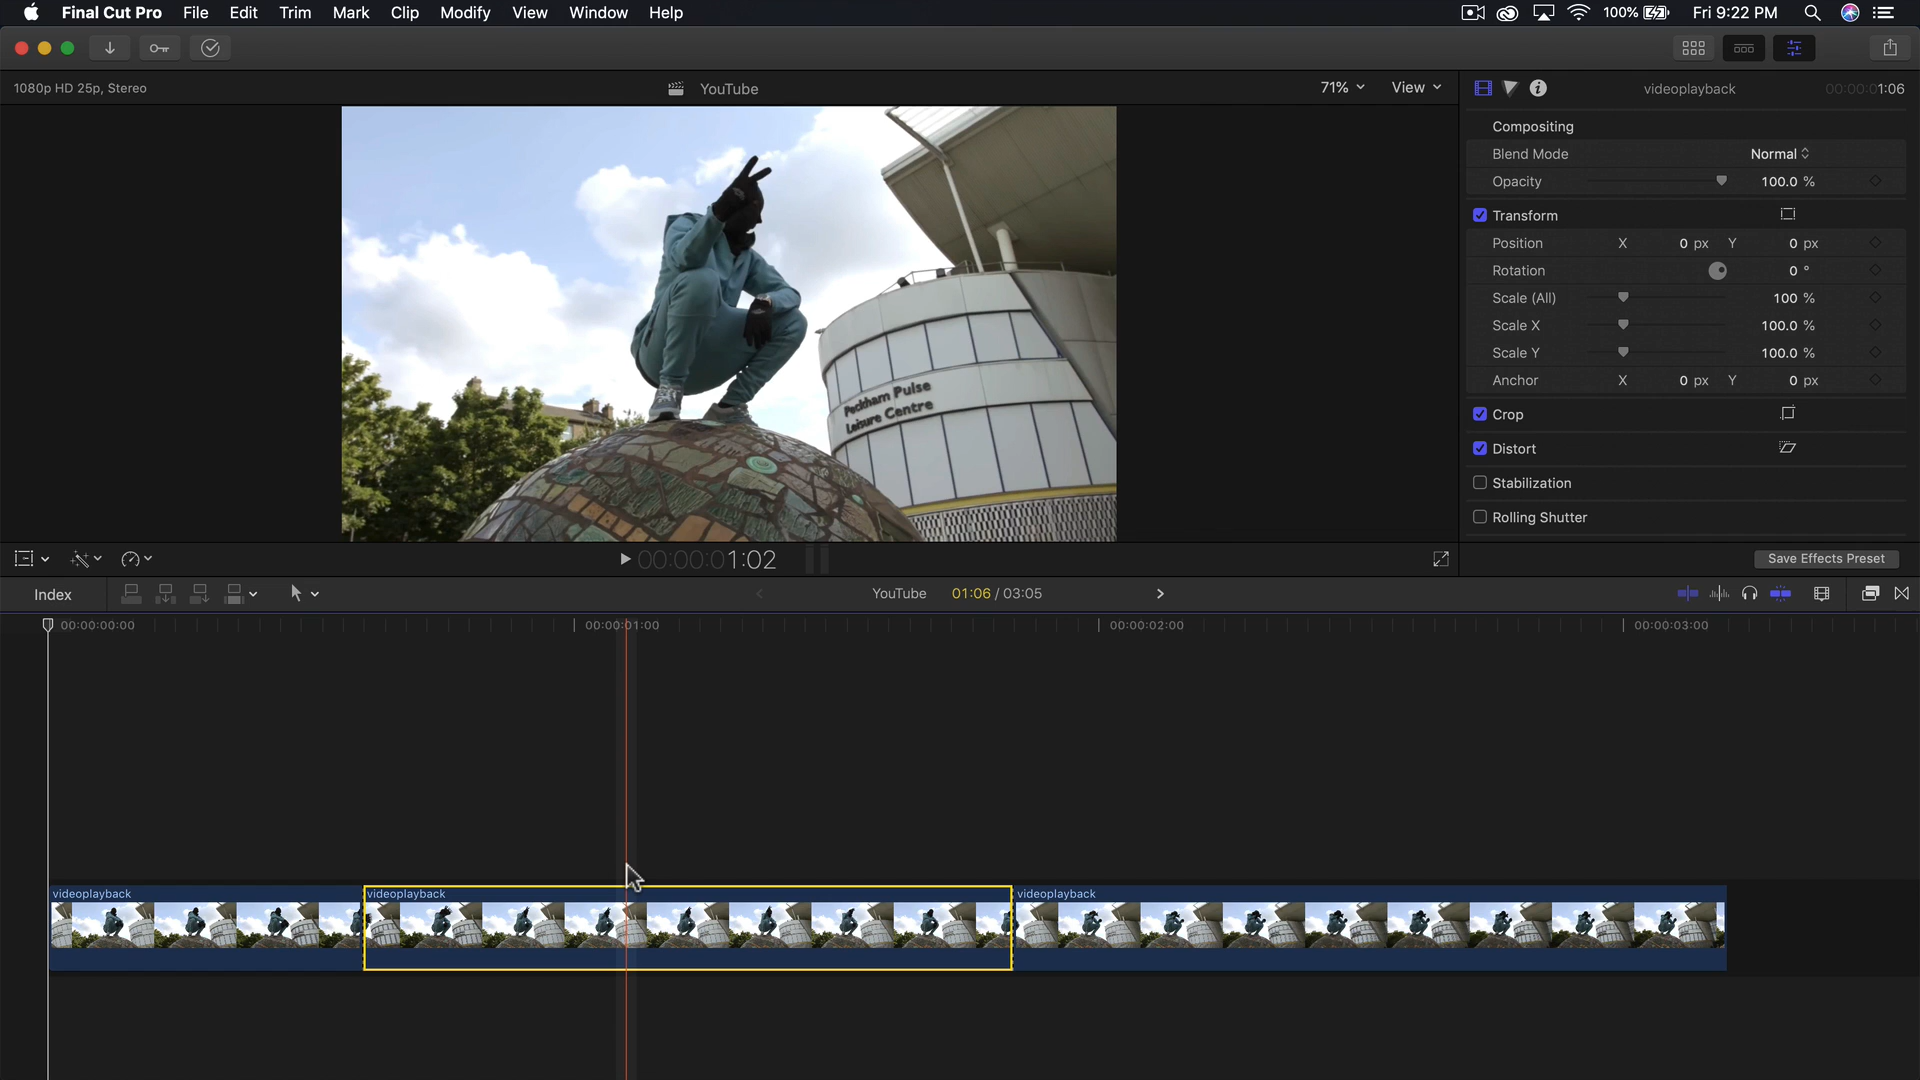 Final Cut Pro File Edit Trim Mark Clip Modify View Window Help 100% Fri 9:22 PM
1080p HD 25p, Stereo YouTube 71% View videoplayback 00:00:01:06
Compositing
Blend Mode Normal
Opacity 100.0 %
Transform
Position X 0 px Y 0 px
Rotation 0 °
Scale (All) 100 %
Scale X 100.0 %
Scale Y 100.0 %
Anchor X 0 px Y 0 px
Crop
Distort
Stabilization
Rolling Shutter
Peckham Pulse
Leisure Centre
00:00:01:02 Save Effects Preset
Index YouTube 01:06 / 03:05
00:00:00:00 00:00:01:00 00:00:02:00 00:00:03:00
videoplayback videoplayback videoplayback